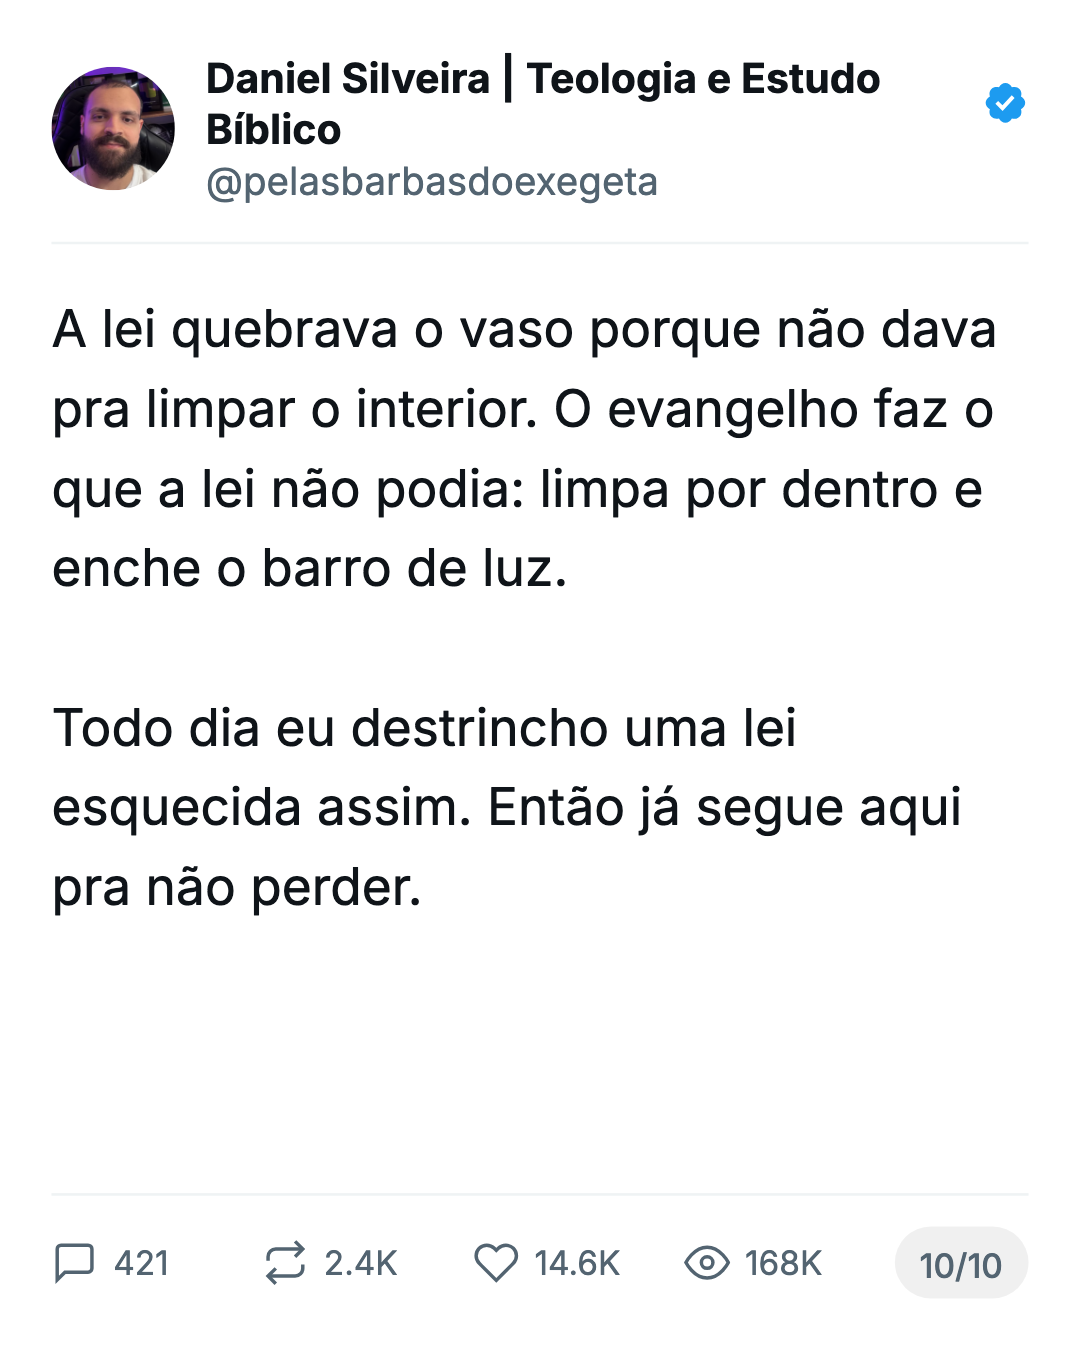 Daniel Silveira | Teologia e Estudo
Bíblico
@pelasbarbasdoexegeta
A lei quebrava o vaso porque não dava
pra limpar o interior. O evangelho faz o
que a lei não podia: limpa por dentro e
enche o barro de luz.
Todo dia eu destrincho uma lei
esquecida assim. Então já segue aqui
pra não perder.
421 2.4K 14.6K 168K 10/10